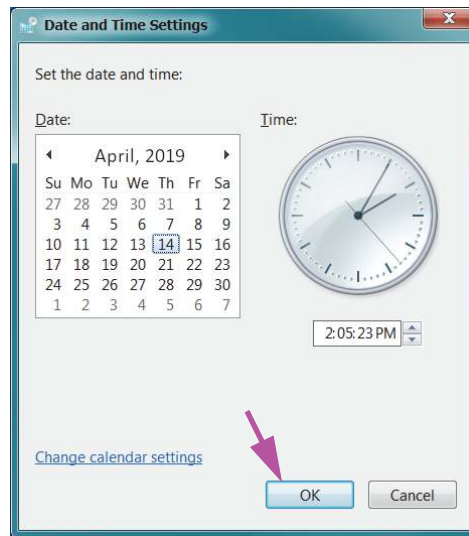 Date and Time Settings
X
Set the date and time:
Date:
Time:
April, 2019
Su Mo Tu We Th Fr Sa
27 28 29 30 31 1 2
3 4 5 6 7 8 9
10 11 12 13 14 15 16
17 18 19 20 21 22 23
24 25 26 27 28 29 30
1 2 3 4 5 6 7
2:05:23 PM
Change calendar settings
OK
Cancel